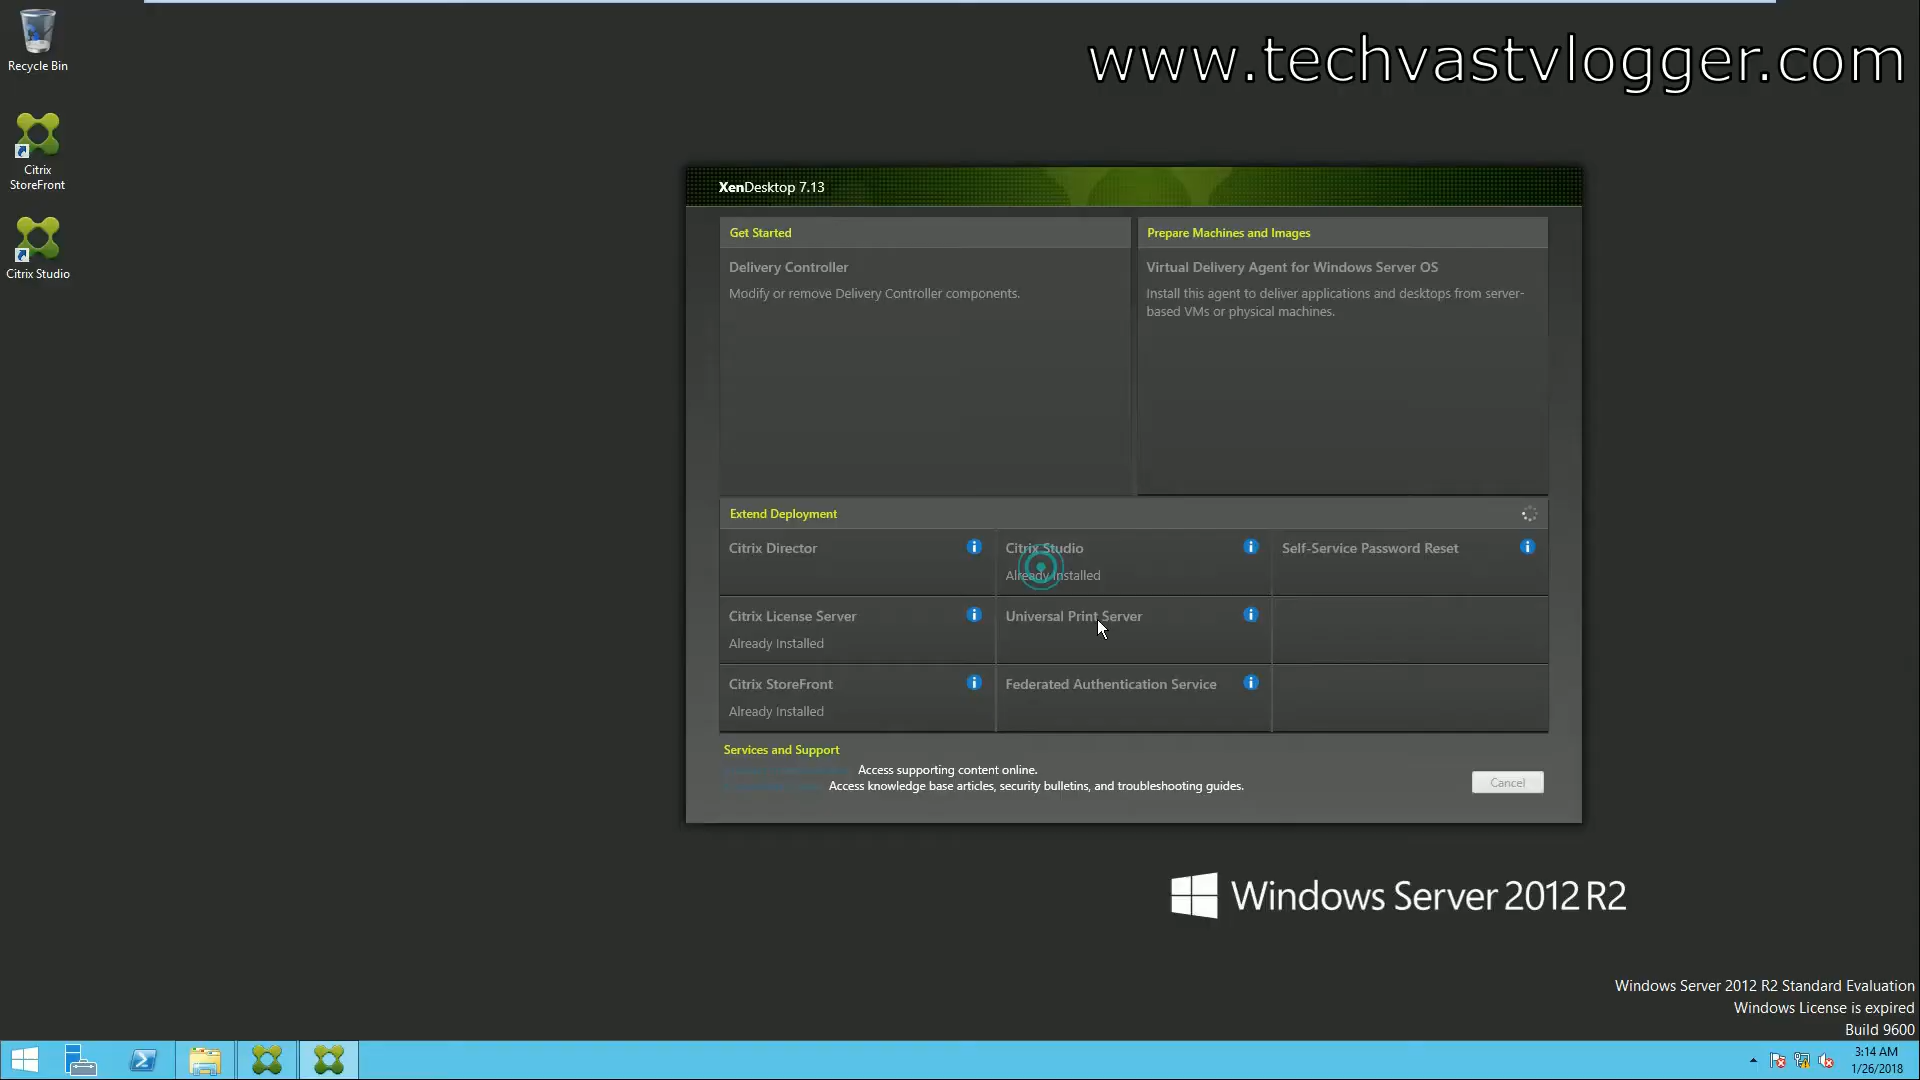 Recycle Bin
Citrix
StoreFront
Citrix Studio
www.techvastvlogger.com
XenDesktop 7.13
Get Started
Delivery Controller
Modify or remove Delivery Controller components.
Prepare Machines and Images
Virtual Delivery Agent for Windows Server OS
Install this agent to deliver applications and desktops from server-
based VMs or physical machines.
Extend Deployment
Citrix Director
Citrix Studio
Already Installed
Self-Service Password Reset
Citrix License Server
Already Installed
Universal Print Server
Citrix StoreFront
Already Installed
Federated Authentication Service
Services and Support
Access supporting content online.
Access knowledge base articles, security bulletins, and troubleshooting guides.
Cancel
Windows Server 2012 R2
Windows Server 2012 R2 Standard Evaluation
Windows License is expired
Build 9600
3:14 AM
1/26/2018